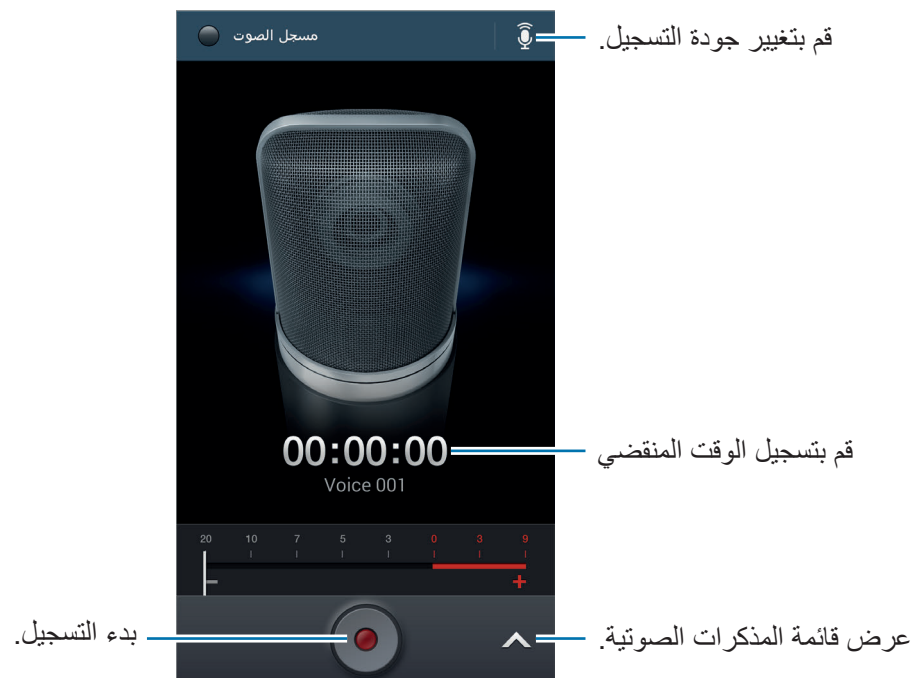 مسجل الصوت
قم بتغيير جودة التسجيل.
00:00:00
قم بتسجيل الوقت المنقضي
Voice 001
20 10 7 5 3 0 3 9
− +
بدء التسجيل.
عرض قائمة المذكرات الصوتية.